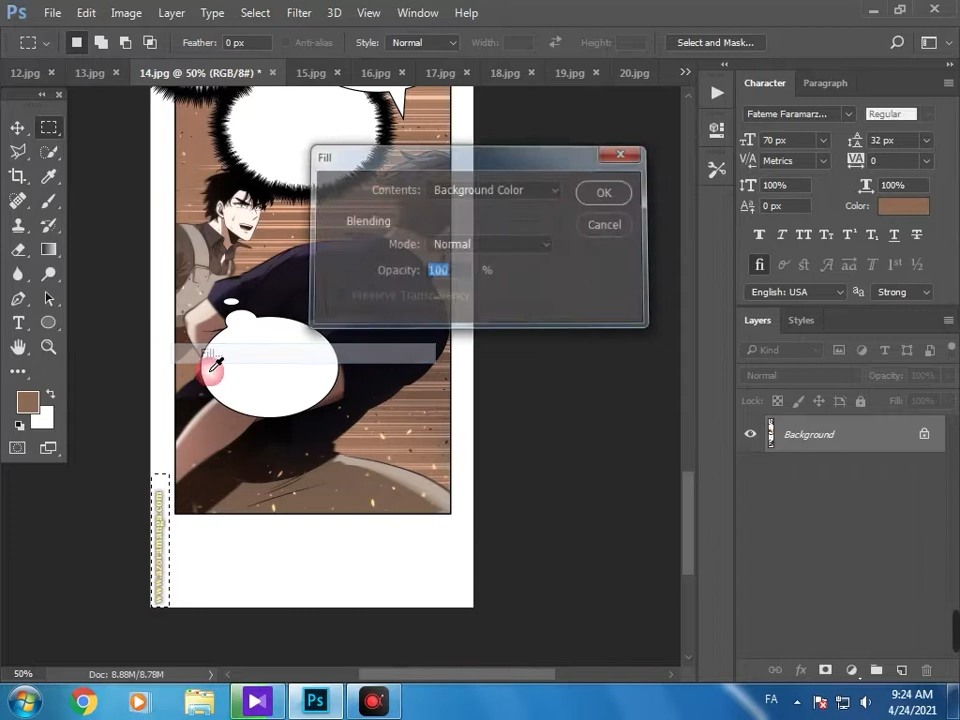 Ps File Edit Image Layer Type Select Filter 3D View Window Help
Feather: 0 px Anti-alias Style: Normal Width: Height: Select and Mask...
12.jpg 13.jpg 14.jpg @ 50% (RGB/8#) * 15.jpg 16.jpg 17.jpg 18.jpg 19.jpg 20.jpg
Character Paragraph
Fateme Faramarz... Regular
70 px 32 px
Metrics 0
100% 100%
0 px Color:
English: USA Strong
Layers Styles
Kind
Normal Opacity: 100%
Lock: Fill: 100%
Background
Fill
Contents: Background Color OK
Blending Cancel
Mode: Normal
Opacity: 100 %
Preserve Transparency
Fill...
50% Doc: 8.88M/8.78M
Ps FA 9:24 AM
4/24/2021